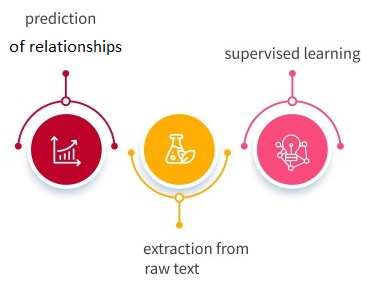 prediction
of relationships
supervised learning
extraction from
raw text